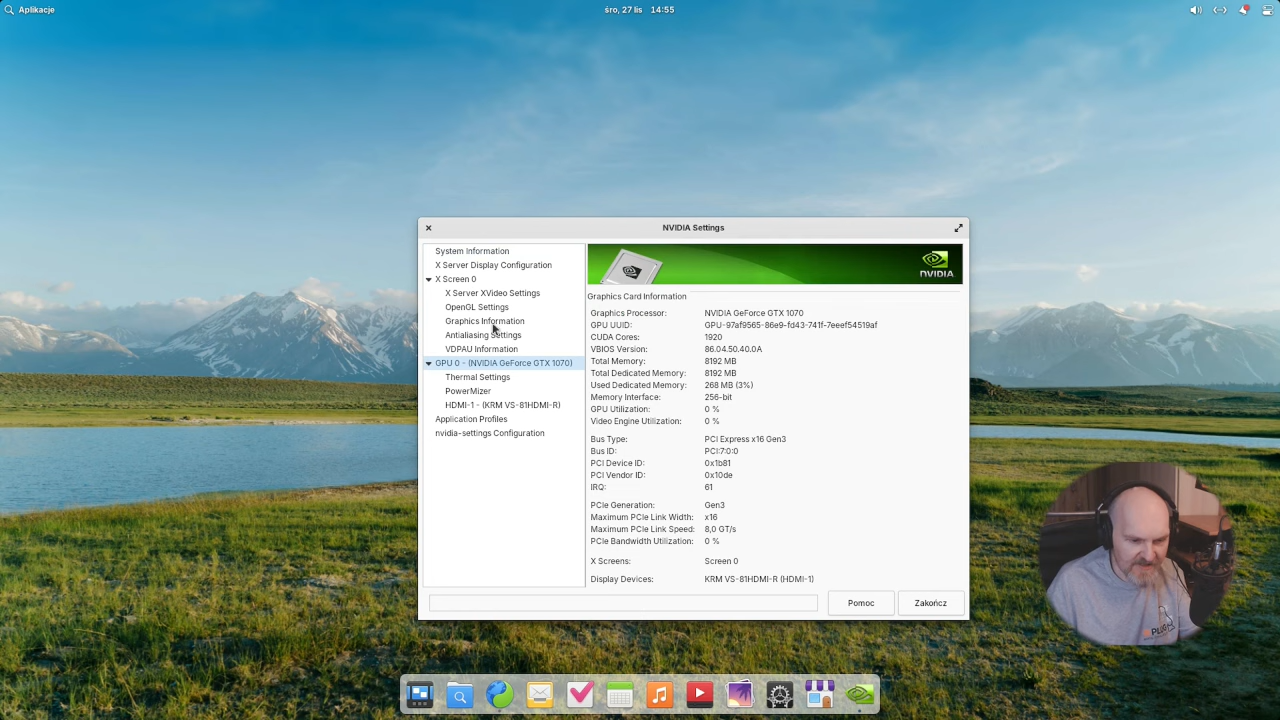 Aplikacje
śro, 27 lis 14:55
NVIDIA Settings
System Information
X Server Display Configuration
X Screen 0
X Server XVideo Settings
OpenGL Settings
Graphics Information
Antialiasing Settings
VDPAU Information
GPU 0 - (NVIDIA GeForce GTX 1070)
Thermal Settings
PowerMizer
HDMI-1 - (KRM VS-81HDMI-R)
Application Profiles
nvidia-settings Configuration
NVIDIA.
Graphics Card Information
Graphics Processor: NVIDIA GeForce GTX 1070
GPU UUID: GPU-97af9565-86e9-fd43-741f-7eeef54519af
CUDA Cores: 1920
VBIOS Version: 86.04.50.40.0A
Total Memory: 8192 MB
Total Dedicated Memory: 8192 MB
Used Dedicated Memory: 268 MB (3%)
Memory Interface: 256-bit
GPU Utilization: 0 %
Video Engine Utilization: 0 %
Bus Type: PCI Express x16 Gen3
Bus ID: PCI:7:0:0
PCI Device ID: 0x1b81
PCI Vendor ID: 0x10de
IRQ: 61
PCIe Generation: Gen3
Maximum PCIe Link Width: x16
Maximum PCIe Link Speed: 8,0 GT/s
PCIe Bandwidth Utilization: 0 %
X Screens: Screen 0
Display Devices: KRM VS-81HDMI-R (HDMI-1)
Pomoc
Zakończ